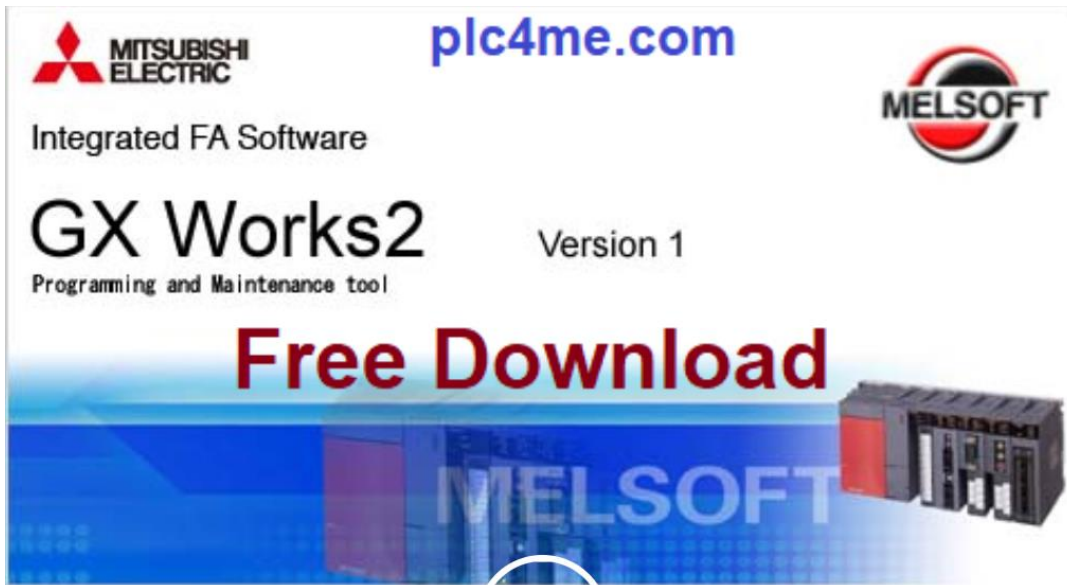 MITSUBISHI
ELECTRIC
plc4me.com
MELSOFT
Integrated FA Software
GX Works2
Version 1
Programming and Maintenance tool
Free Download
MELSOFT